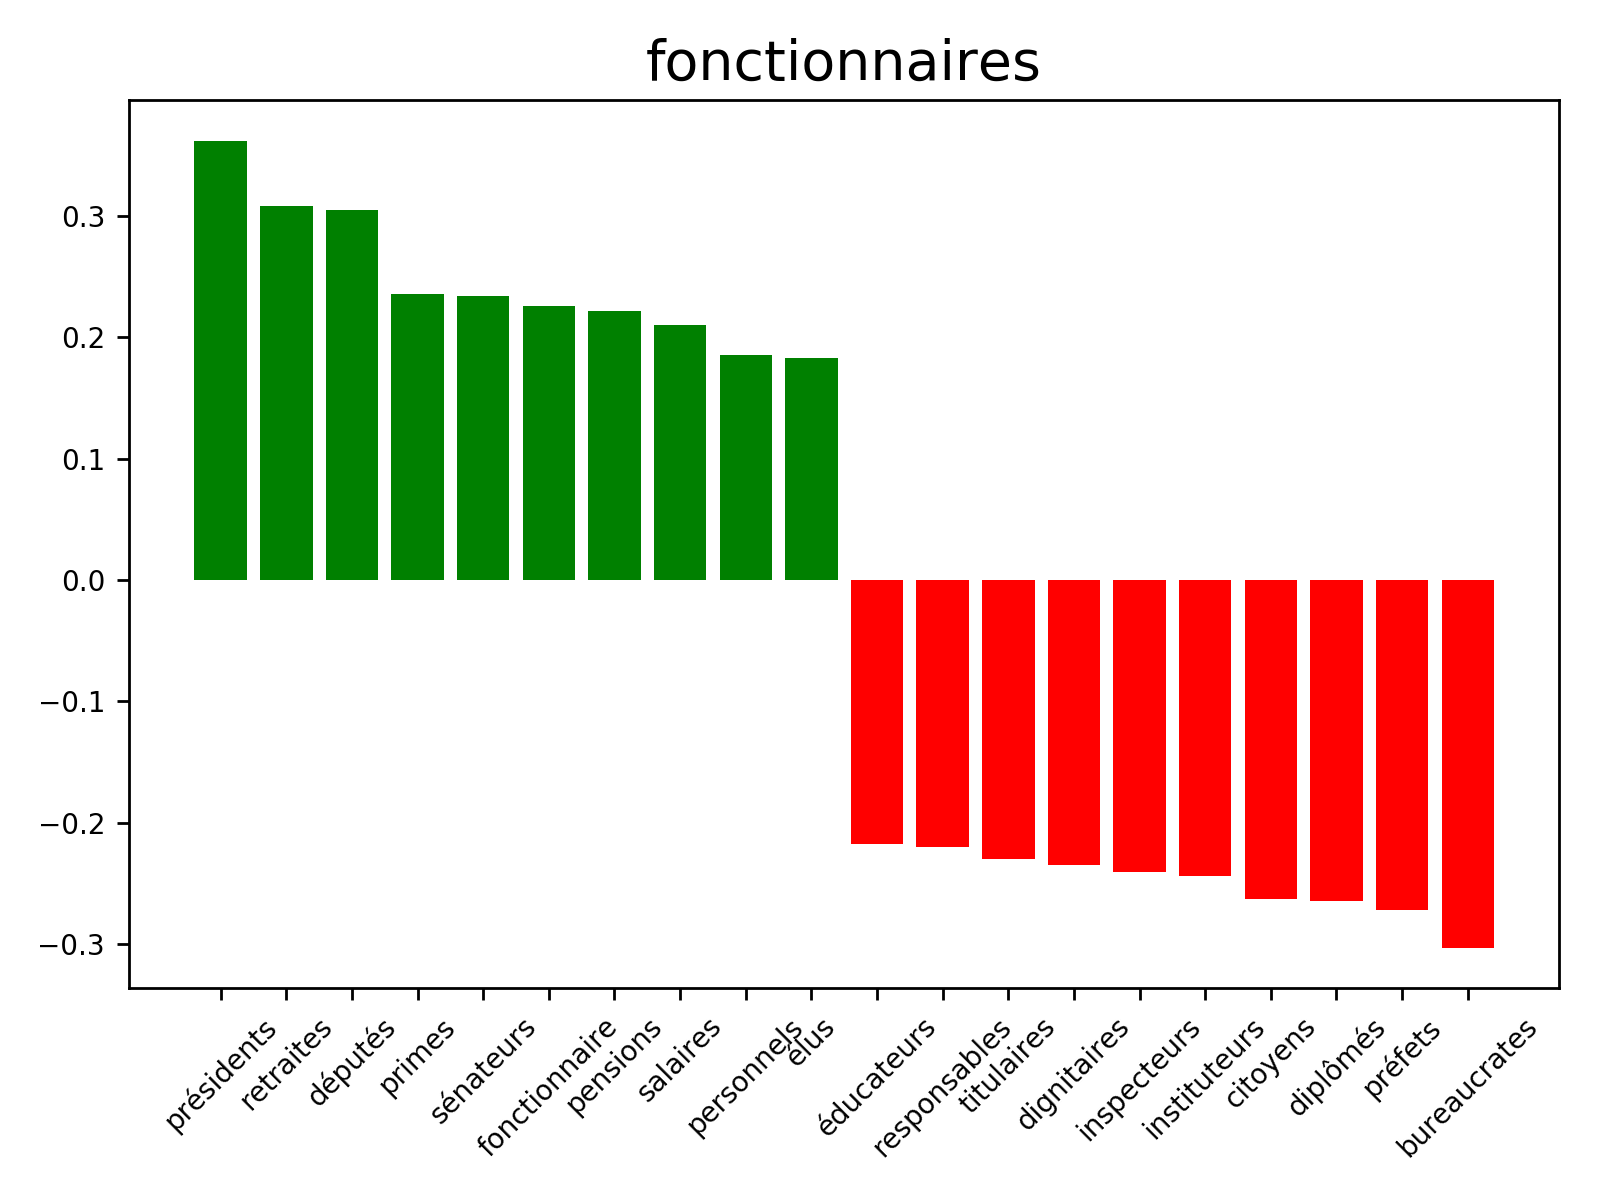 fonctionnaires
0.3
0.2
0.1
0.0
−0.1
−0.2
−0.3
présidents
retraites
députés
primes
sénateurs
fonctionnaire
pensions
salaires
personnels
élus
éducateurs
responsables
titulaires
dignitaires
inspecteurs
instituteurs
citoyens
diplômés
préfets
bureaucrates